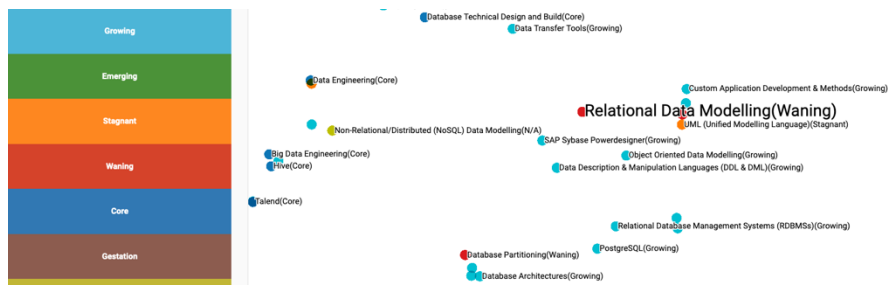 Growing
Emerging
Stagnant
Waning
Core
Gestation
Database Technical Design and Build(Core)
Data Transfer Tools(Growing)
Data Engineering(Core)
Custom Application Development & Methods(Growing)
Relational Data Modelling(Waning)
UML (Unified Modelling Language)(Stagnant)
Non-Relational/Distributed (NoSQL) Data Modelling(N/A)
SAP Sybase Powerdesigner(Growing)
Big Data Engineering(Core)
Object Oriented Data Modelling(Growing)
Hive(Core)
Data Description & Manipulation Languages (DDL & DML)(Growing)
Talend(Core)
Relational Database Management Systems (RDBMSs)(Growing)
PostgreSQL(Growing)
Database Partitioning(Waning)
Database Architectures(Growing)